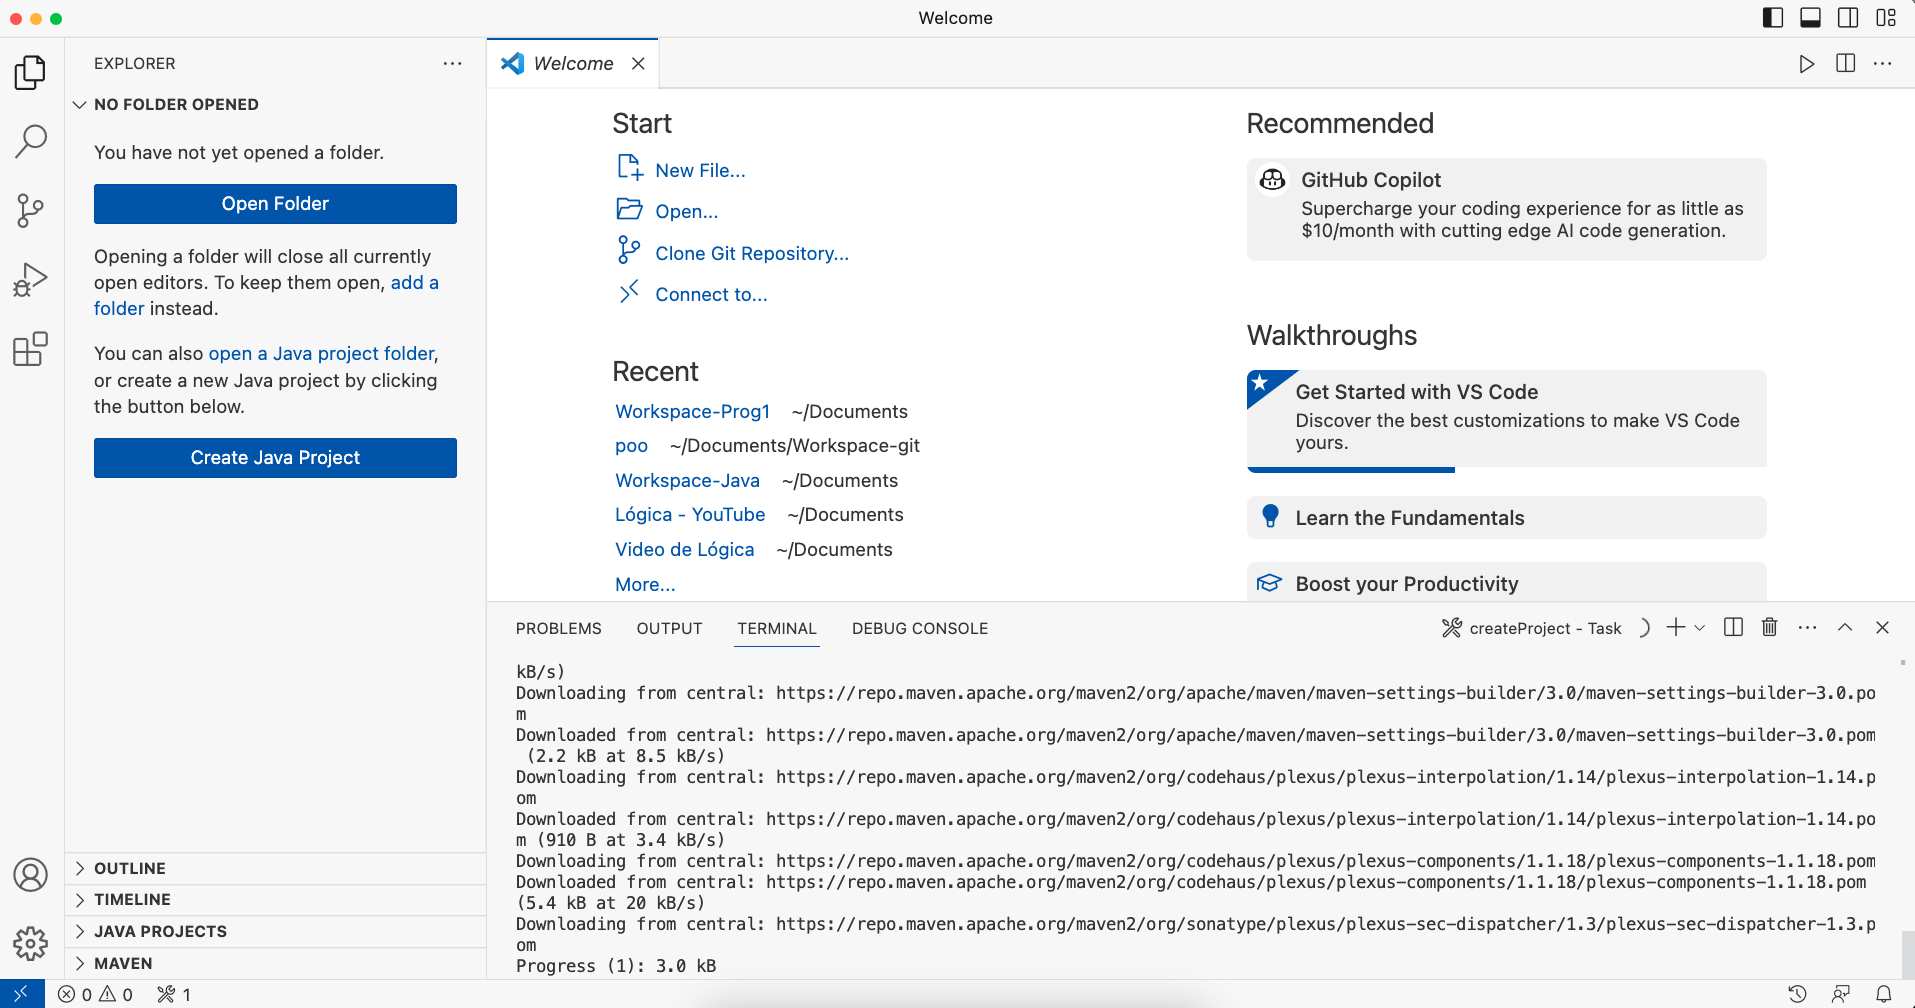 Welcome
EXPLORER
NO FOLDER OPENED
You have not yet opened a folder.
Open Folder
Opening a folder will close all currently
open editors. To keep them open, add a
folder instead.
You can also open a Java project folder,
or create a new Java project by clicking
the button below.
Create Java Project
OUTLINE
TIMELINE
JAVA PROJECTS
MAVEN
Welcome
Start
New File...
Open...
Clone Git Repository...
Connect to...
Recent
Workspace-Prog1 ~/Documents
poo ~/Documents/Workspace-git
Workspace-Java ~/Documents
Lógica - YouTube ~/Documents
Video de Lógica ~/Documents
More...
Recommended
GitHub Copilot
Supercharge your coding experience for as little as
$10/month with cutting edge AI code generation.
Walkthroughs
Get Started with VS Code
Discover the best customizations to make VS Code
yours.
Learn the Fundamentals
Boost your Productivity
PROBLEMS OUTPUT TERMINAL DEBUG CONSOLE
createProject - Task
kB/s)
Downloading from central: https://repo.maven.apache.org/maven2/org/apache/maven/maven-settings-builder/3.0/maven-settings-builder-3.0.po
m
Downloaded from central: https://repo.maven.apache.org/maven2/org/apache/maven/maven-settings-builder/3.0/maven-settings-builder-3.0.pom
(2.2 kB at 8.5 kB/s)
Downloading from central: https://repo.maven.apache.org/maven2/org/codehaus/plexus/plexus-interpolation/1.14/plexus-interpolation-1.14.p
om
Downloaded from central: https://repo.maven.apache.org/maven2/org/codehaus/plexus/plexus-interpolation/1.14/plexus-interpolation-1.14.po
m (910 B at 3.4 kB/s)
Downloading from central: https://repo.maven.apache.org/maven2/org/codehaus/plexus/plexus-components/1.1.18/plexus-components-1.1.18.pom
Downloaded from central: https://repo.maven.apache.org/maven2/org/codehaus/plexus/plexus-components/1.1.18/plexus-components-1.1.18.pom
(5.4 kB at 20 kB/s)
Downloading from central: https://repo.maven.apache.org/maven2/org/sonatype/plexus/plexus-sec-dispatcher/1.3/plexus-sec-dispatcher-1.3.p
om
Progress (1): 3.0 kB
0 0 1